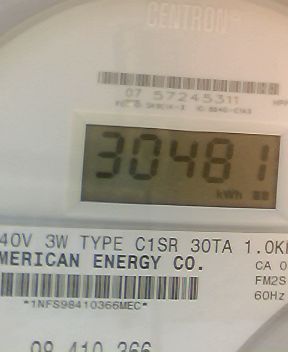 CENTRON®
07 57245311
30481
kWh
40V 3W TYPE C1SR 30TA 1.0K
MERICAN ENERGY CO.
CA 0
FM2S
60Hz
*1NFS98410366MEC*
98 410 366